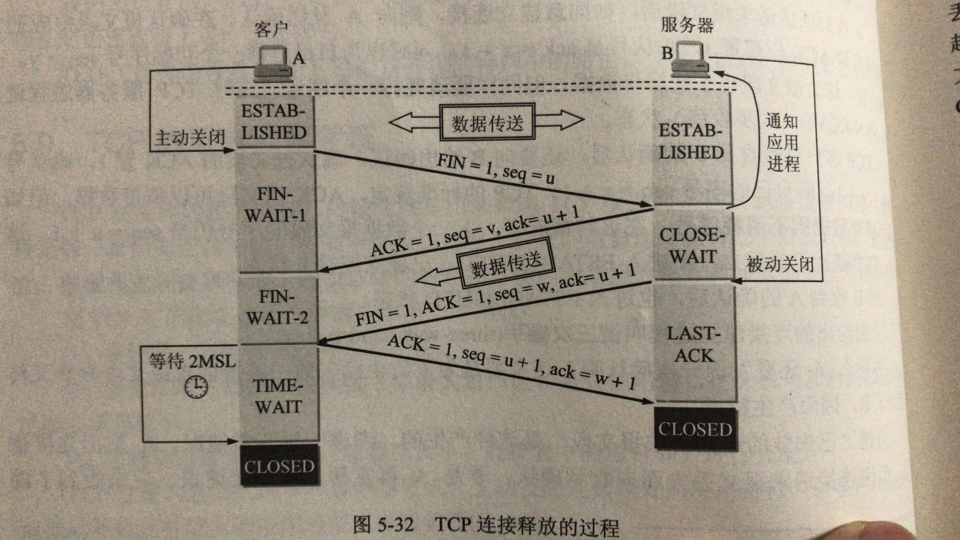 客户
服务器
A
B
ESTAB-
LISHED
数据传送
ESTAB-
LISHED
通知
应用
进程
主动关闭
FIN = 1, seq = u
FIN-
WAIT-1
ACK = 1, seq = v, ack= u + 1
CLOSE-
WAIT
数据传送
被动关闭
FIN-
WAIT-2
FIN = 1, ACK = 1, seq = w, ack= u + 1
ACK = 1, seq = u + 1, ack = w + 1
LAST-
ACK
等待 2MSL
TIME-
WAIT
CLOSED
CLOSED
图 5-32 TCP 连接释放的过程